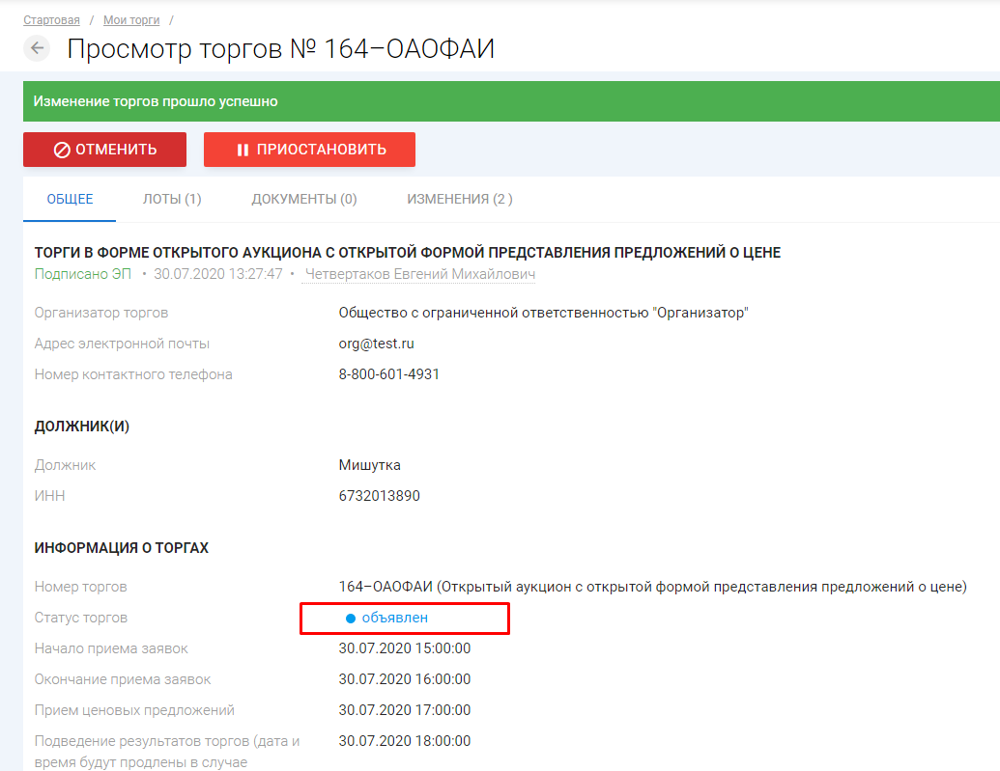 Стартовая / Мои торги /
Просмотр торгов № 164–ОАОФАИ
Изменение торгов прошло успешно
ОТМЕНИТЬ ПРИОСТАНОВИТЬ
ОБЩЕЕ ЛОТЫ (1) ДОКУМЕНТЫ (0) ИЗМЕНЕНИЯ (2 )
ТОРГИ В ФОРМЕ ОТКРЫТОГО АУКЦИОНА С ОТКРЫТОЙ ФОРМОЙ ПРЕДСТАВЛЕНИЯ ПРЕДЛОЖЕНИЙ О ЦЕНЕ
Подписано ЭП • 30.07.2020 13:27:47 • Четвертаков Евгений Михайлович
Организатор торгов Общество с ограниченной ответственностью "Организатор"
Адрес электронной почты org@test.ru
Номер контактного телефона 8-800-601-4931
ДОЛЖНИК(И)
Должник Мишутка
ИНН 6732013890
ИНФОРМАЦИЯ О ТОРГАХ
Номер торгов 164–ОАОФАИ (Открытый аукцион с открытой формой представления предложений о цене)
Статус торгов объявлен
Начало приема заявок 30.07.2020 15:00:00
Окончание приема заявок 30.07.2020 16:00:00
Прием ценовых предложений 30.07.2020 17:00:00
Подведение результатов торгов (дата и 30.07.2020 18:00:00
время будут продлены в случае